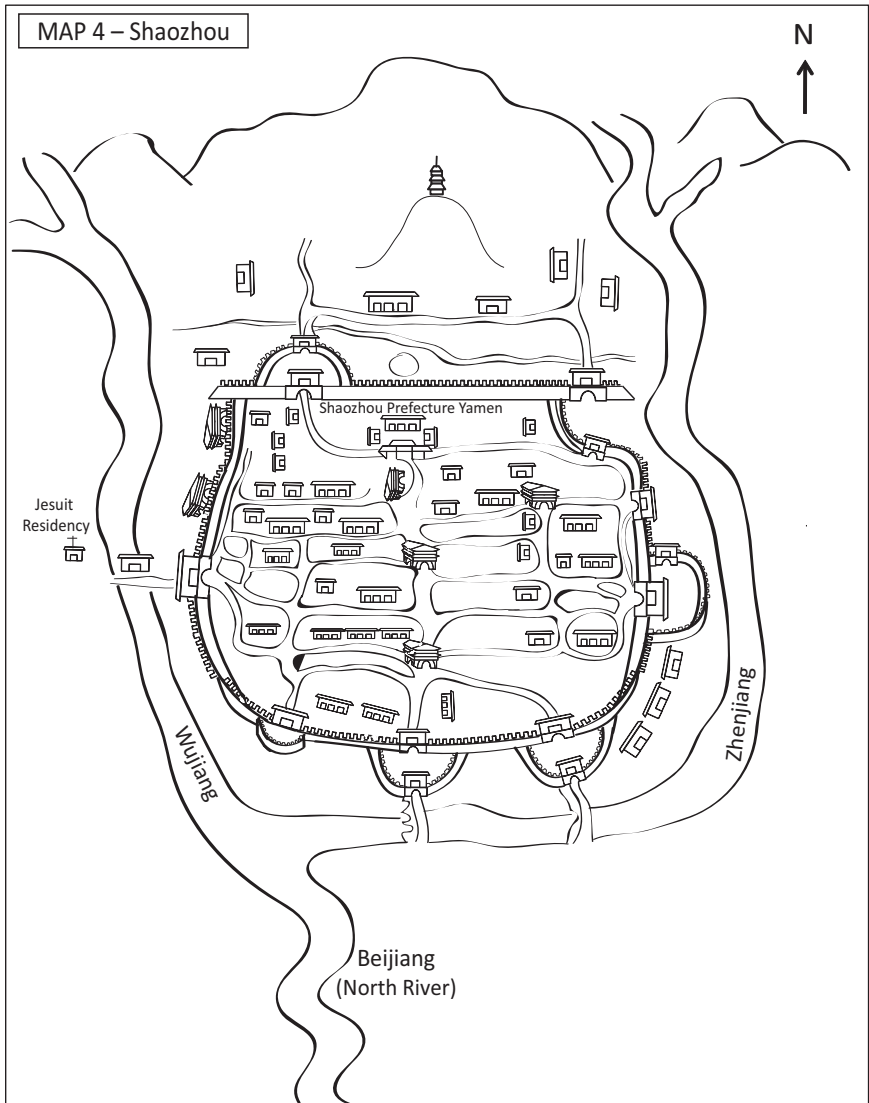 MAP 4 – Shaozhou
N
Shaozhou Prefecture Yamen
Jesuit
Residency
Wujiang
Zhenjiang
Beijiang
(North River)